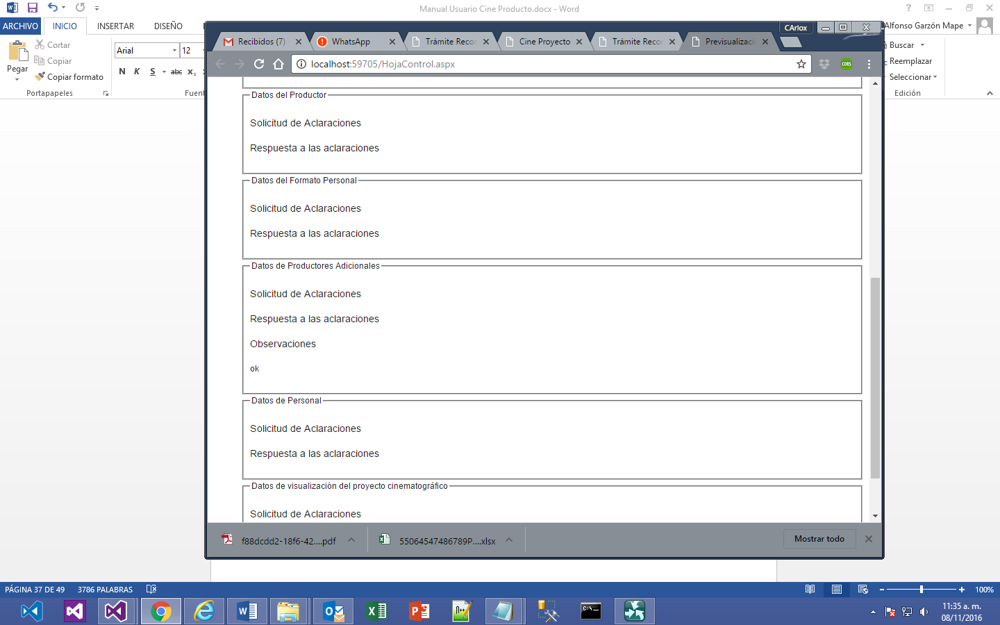 Manual Usuario Cine Producto.docx - Word
ARCHIVO INICIO INSERTAR DISEÑO
Alfonso Garzón Mape
Pegar
Cortar
Copiar
Copiar formato
Portapapeles
Arial 12
N K S abc x₂
Fuent
Buscar
Reemplazar
Seleccionar
Edición
CArlox
Recibidos (7)
WhatsApp
Trámite Recor
Cine Proyecto
Trámite Recor
Previsualizaci
localhost:59705/HojaControl.aspx
CORS
Datos del Productor
Solicitud de Aclaraciones
Respuesta a las aclaraciones
Datos del Formato Personal
Solicitud de Aclaraciones
Respuesta a las aclaraciones
Datos de Productores Adicionales
Solicitud de Aclaraciones
Respuesta a las aclaraciones
Observaciones
ok
Datos de Personal
Solicitud de Aclaraciones
Respuesta a las aclaraciones
Datos de visualización del proyecto cinematográfico
Solicitud de Aclaraciones
f88dcdd2-18f6-42....pdf
55064547486789P....xlsx
Mostrar todo
PÁGINA 37 DE 49 3786 PALABRAS
100%
11:35 a. m.
08/11/2016